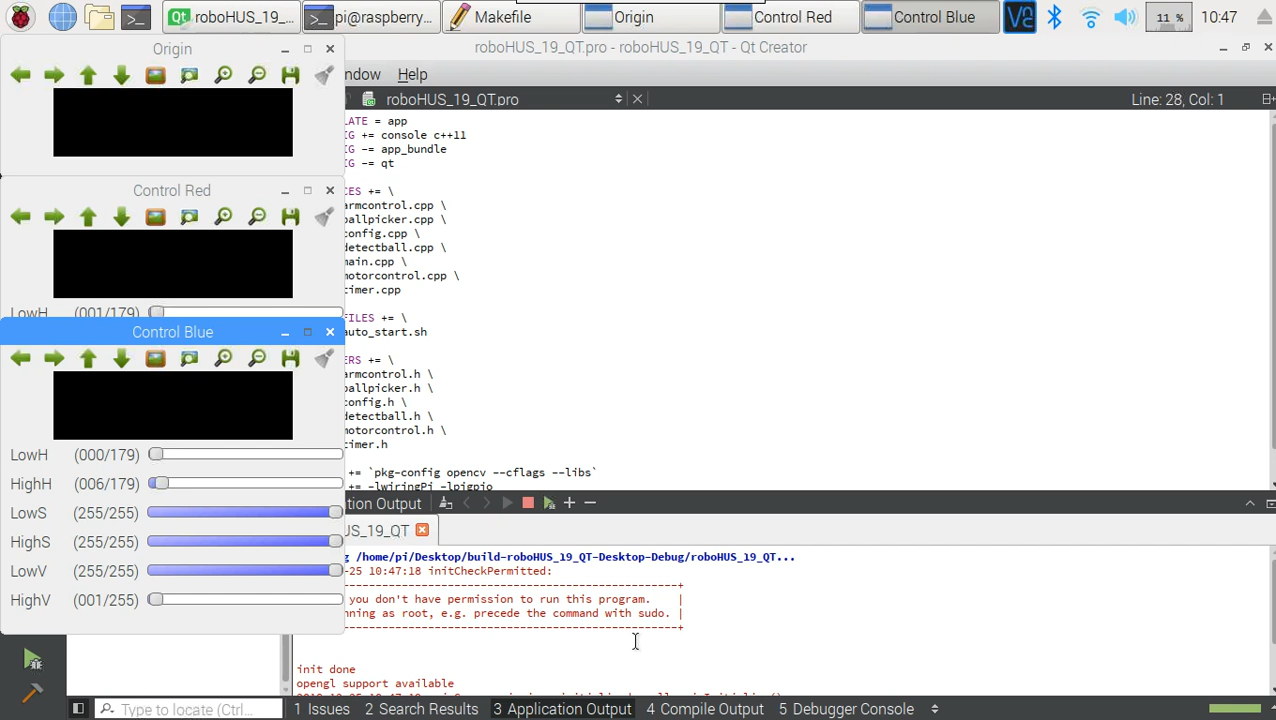 roboHUS_19_...
pi@raspberry...
Makefile
Origin
Control Red
Control Blue
11 %
10:47
Origin
roboHUS_19_QT.pro - roboHUS_19_QT - Qt Creator
ndow Help
roboHUS_19_QT.pro
Line: 28, Col: 1
LATE = app
IG += console c++11
IG -= app_bundle
IG -= qt
CES += \
armcontrol.cpp \
ballpicker.cpp \
config.cpp \
detectball.cpp \
main.cpp \
motorcontrol.cpp \
timer.cpp
FILES += \
auto_start.sh
ERS += \
armcontrol.h \
ballpicker.h \
config.h \
detectball.h \
motorcontrol.h \
timer.h
+= `pkg-config opencv --cflags --libs`
+= -lwiringPi -lpigpio
Control Red
LowH (001/179)
Control Blue
LowH (000/179)
HighH (006/179)
LowS (255/255)
HighS (255/255)
LowV (255/255)
HighV (001/255)
ion Output
US_19_QT
g /home/pi/Desktop/build-roboHUS_19_QT-Desktop-Debug/roboHUS_19_QT...
-25 10:47:18 initCheckPermitted:
you don't have permission to run this program. |
nning as root, e.g. precede the command with sudo. |
init done
opengl support available
Type to locate (Ctrl...
1 Issues
2 Search Results
3 Application Output
4 Compile Output
5 Debugger Console